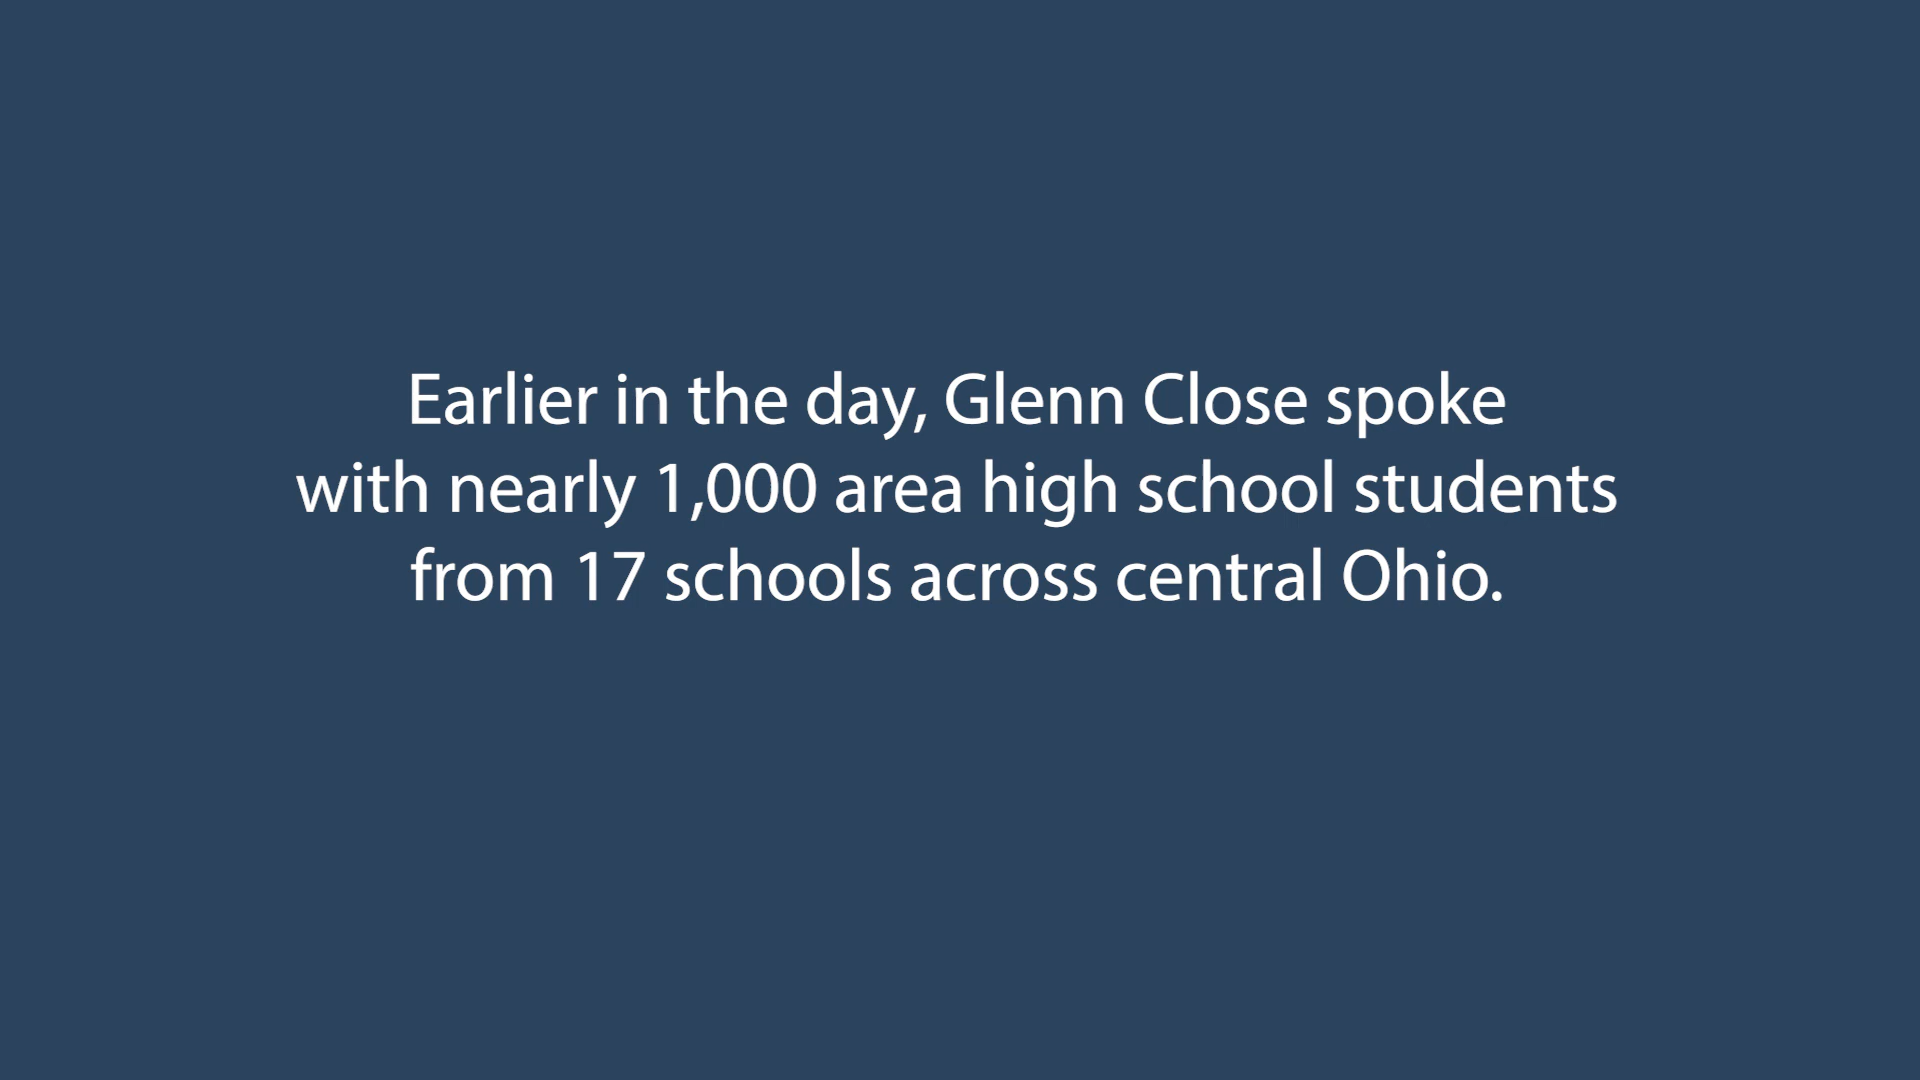 Earlier in the day, Glenn Close spoke
with nearly 1,000 area high school students
from 17 schools across central Ohio.